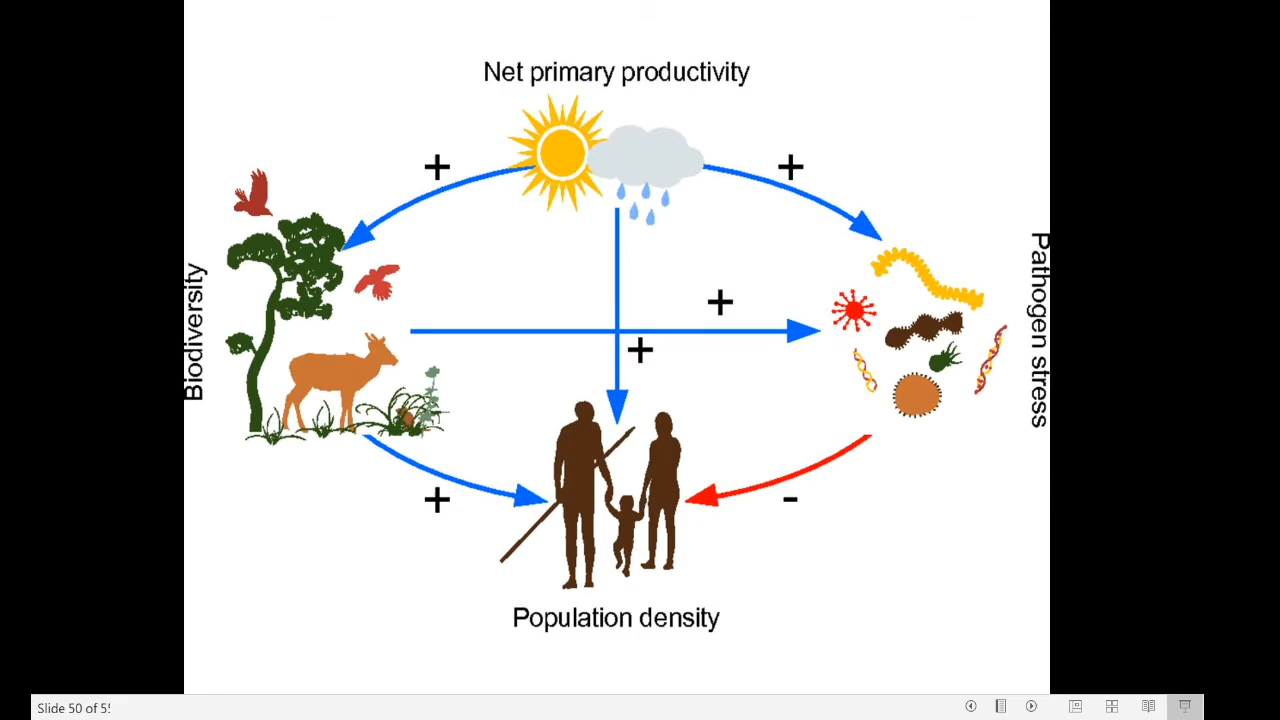 Net primary productivity
+
+
Biodiversity
Pathogen stress
+
+
+
-
Population density
Slide 50 of 5!